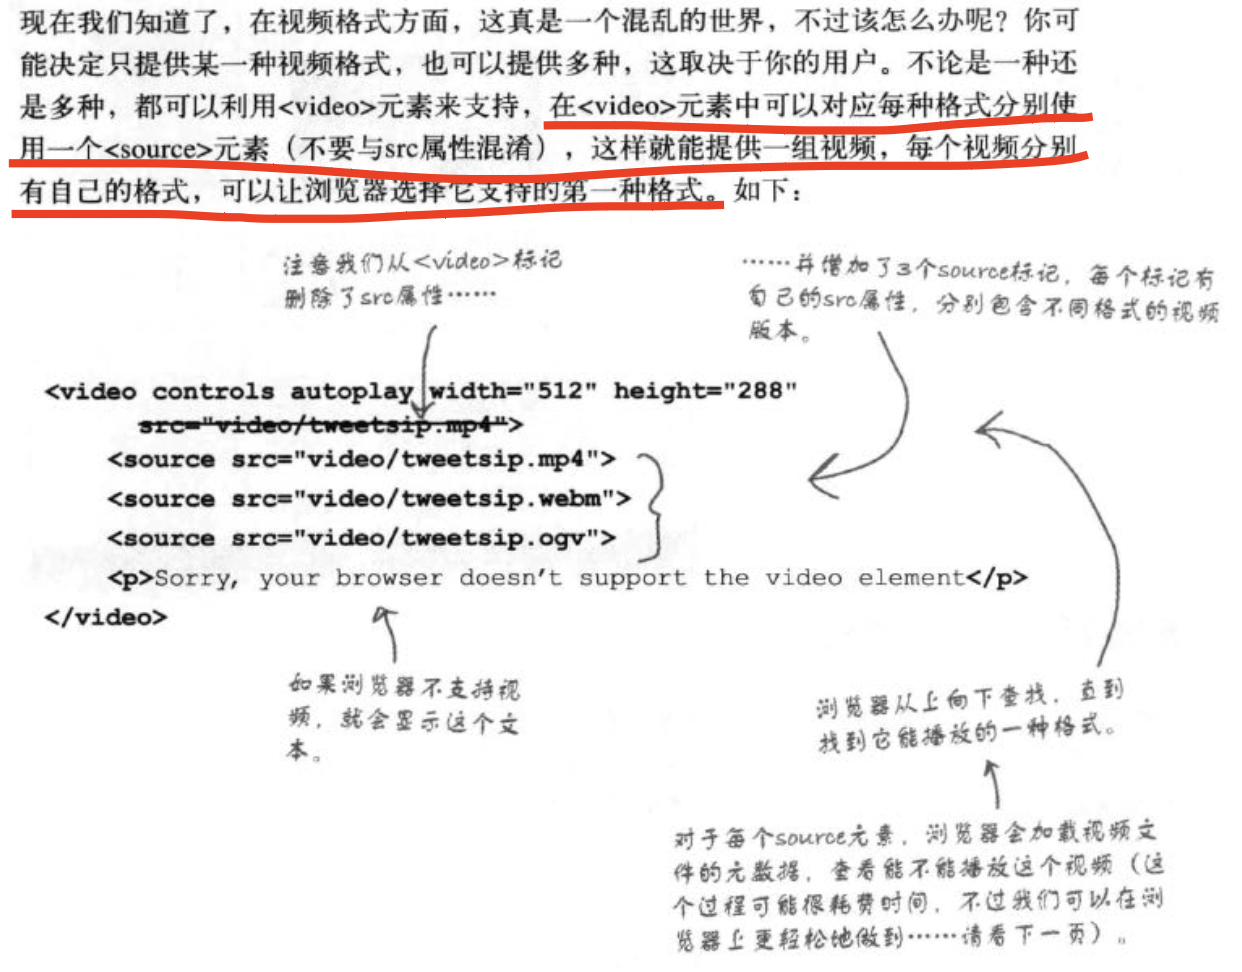 现在我们知道了，在视频格式方面，这真是一个混乱的世界，不过该怎么办呢？你可
能决定只提供某一种视频格式，也可以提供多种，这取决于你的用户。不论是一种还
是多种，都可以利用<video>元素来支持，在<video>元素中可以对应每种格式分别使
用一个<source>元素（不要与src属性混淆），这样就能提供一组视频，每个视频分别
有自己的格式，可以让浏览器选择它支持的第一种格式。如下：
注意我们从<video>标记
删除了src属性……
……并增加了3个source标记，每个标记有
自己的src属性，分别包含不同格式的视频
版本。
<video controls autoplay width="512" height="288"
src="video/tweetsip.mp4">
<source src="video/tweetsip.mp4">
<source src="video/tweetsip.webm">
<source src="video/tweetsip.ogv">
<p>Sorry, your browser doesn't support the video element</p>
</video>
如果浏览器不支持视
频，就会显示这个文
本。
浏览器从上向下查找，直到
找到它能播放的一种格式。
对于每个source元素，浏览器会加载视频文
件的元数据，查看能不能播放这个视频（这
个过程可能很耗费时间，不过我们可以在浏
览器上更轻松地做到……请看下一页）。